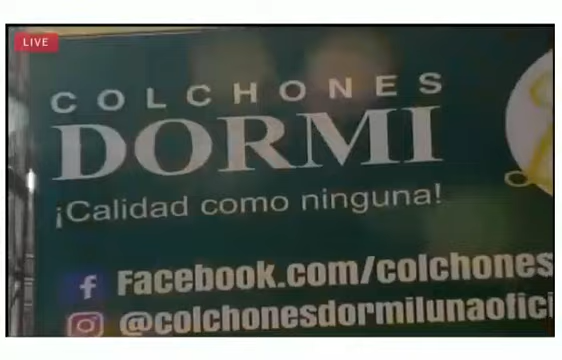 LIVE
COLCHONES
DORMI
¡Calidad como ninguna!
Facebook.com/colchones
@colchonesdormilunaofici